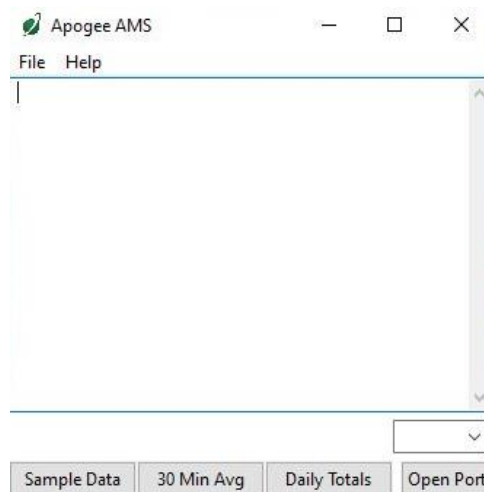 Apogee AMS
File Help
Sample Data 30 Min Avg Daily Totals Open Port